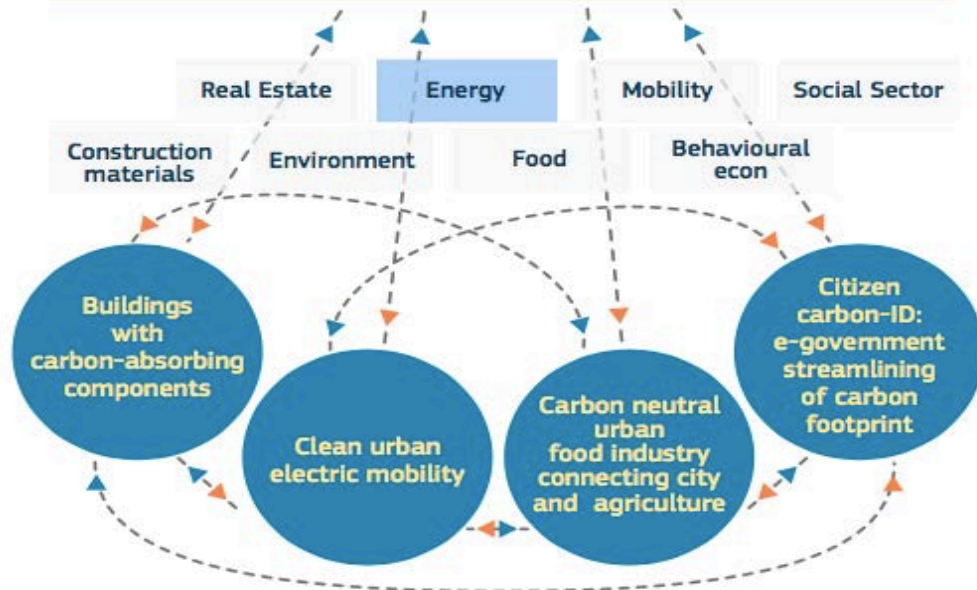 Real Estate
Energy
Mobility
Social Sector
Construction
materials
Environment
Food
Behavioural
econ
Buildings
with
carbon-absorbing
components
Clean urban
electric mobility
Carbon neutral
urban
food industry
connecting city
and agriculture
Citizen
carbon-ID:
e-government
streamlining
of carbon
footprint